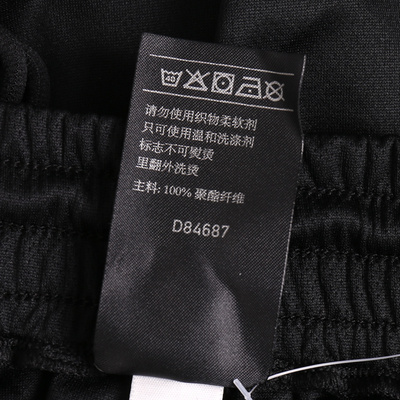 40
请勿使用织物柔软剂
只可使用温和洗涤剂
标志不可熨烫
里翻外洗烫
主料: 100% 聚酯纤维
D84687